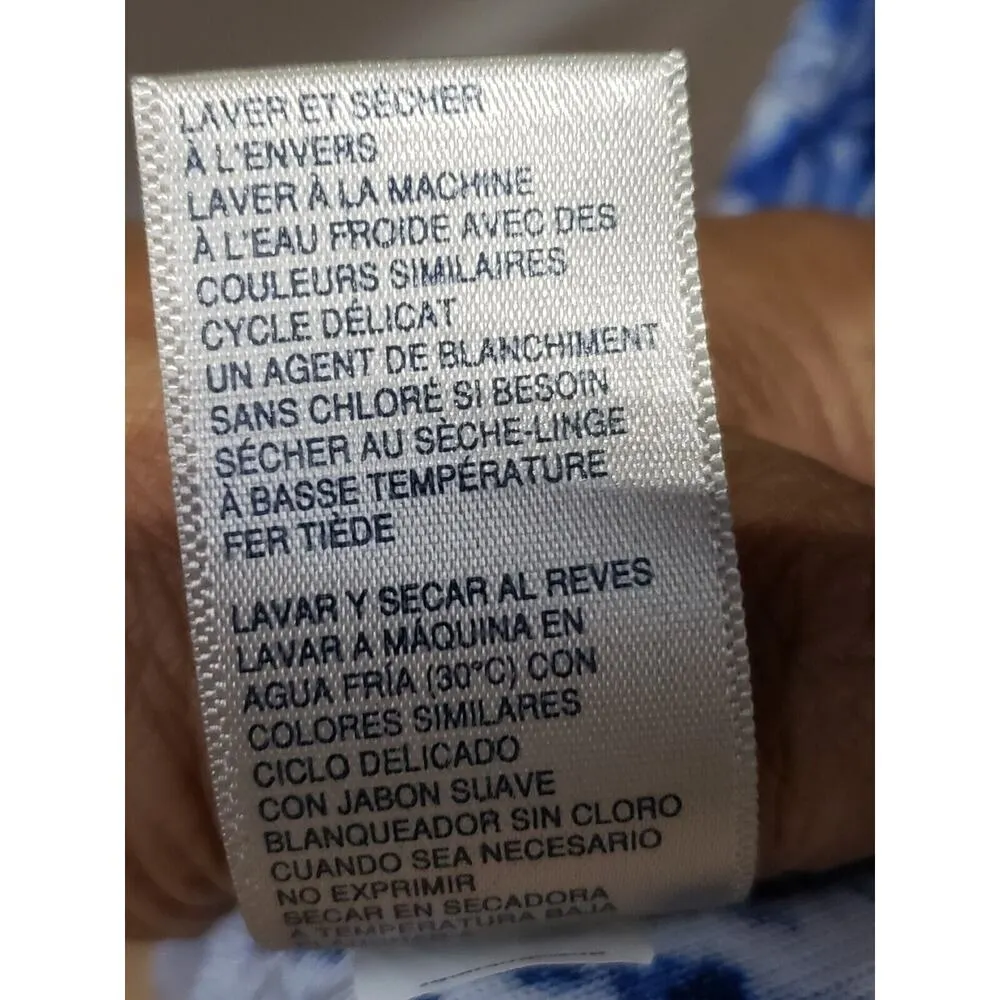 LAVER ET SÉCHER
À L'ENVERS
LAVER À LA MACHINE
À L'EAU FROIDE AVEC DES
COULEURS SIMILAIRES
CYCLE DÉLICAT
UN AGENT DE BLANCHIMENT
SANS CHLORE SI BESOIN
SÉCHER AU SÈCHE-LINGE
À BASSE TEMPÉRATURE
FER TIÈDE
LAVAR Y SECAR AL REVES
LAVAR A MÁQUINA EN
AGUA FRÍA (30°C) CON
COLORES SIMILARES
CICLO DELICADO
CON JABON SUAVE
BLANQUEADOR SIN CLORO
CUANDO SEA NECESARIO
NO EXPRIMIR
SECAR EN SECADORA
A TEMPERATURA BAJA